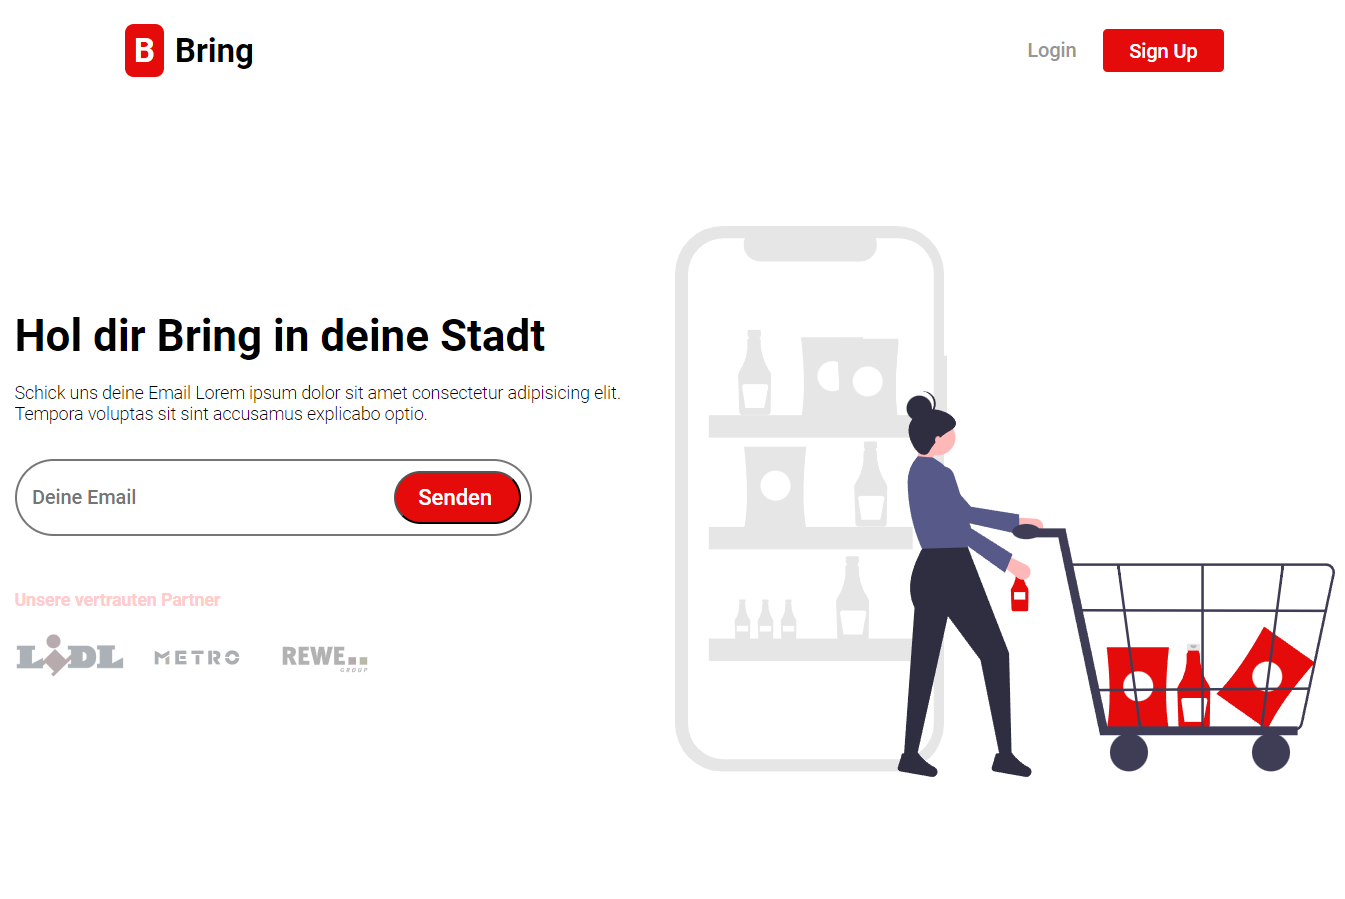 B Bring
Login
Sign Up
Hol dir Bring in deine Stadt
Schick uns deine Email Lorem ipsum dolor sit amet consectetur adipisicing elit.
Tempora voluptas sit sint accusamus explicabo optio.
Deine Email
Senden
Unsere vertrauten Partner
LiDL
METRO
REWE
GROUP